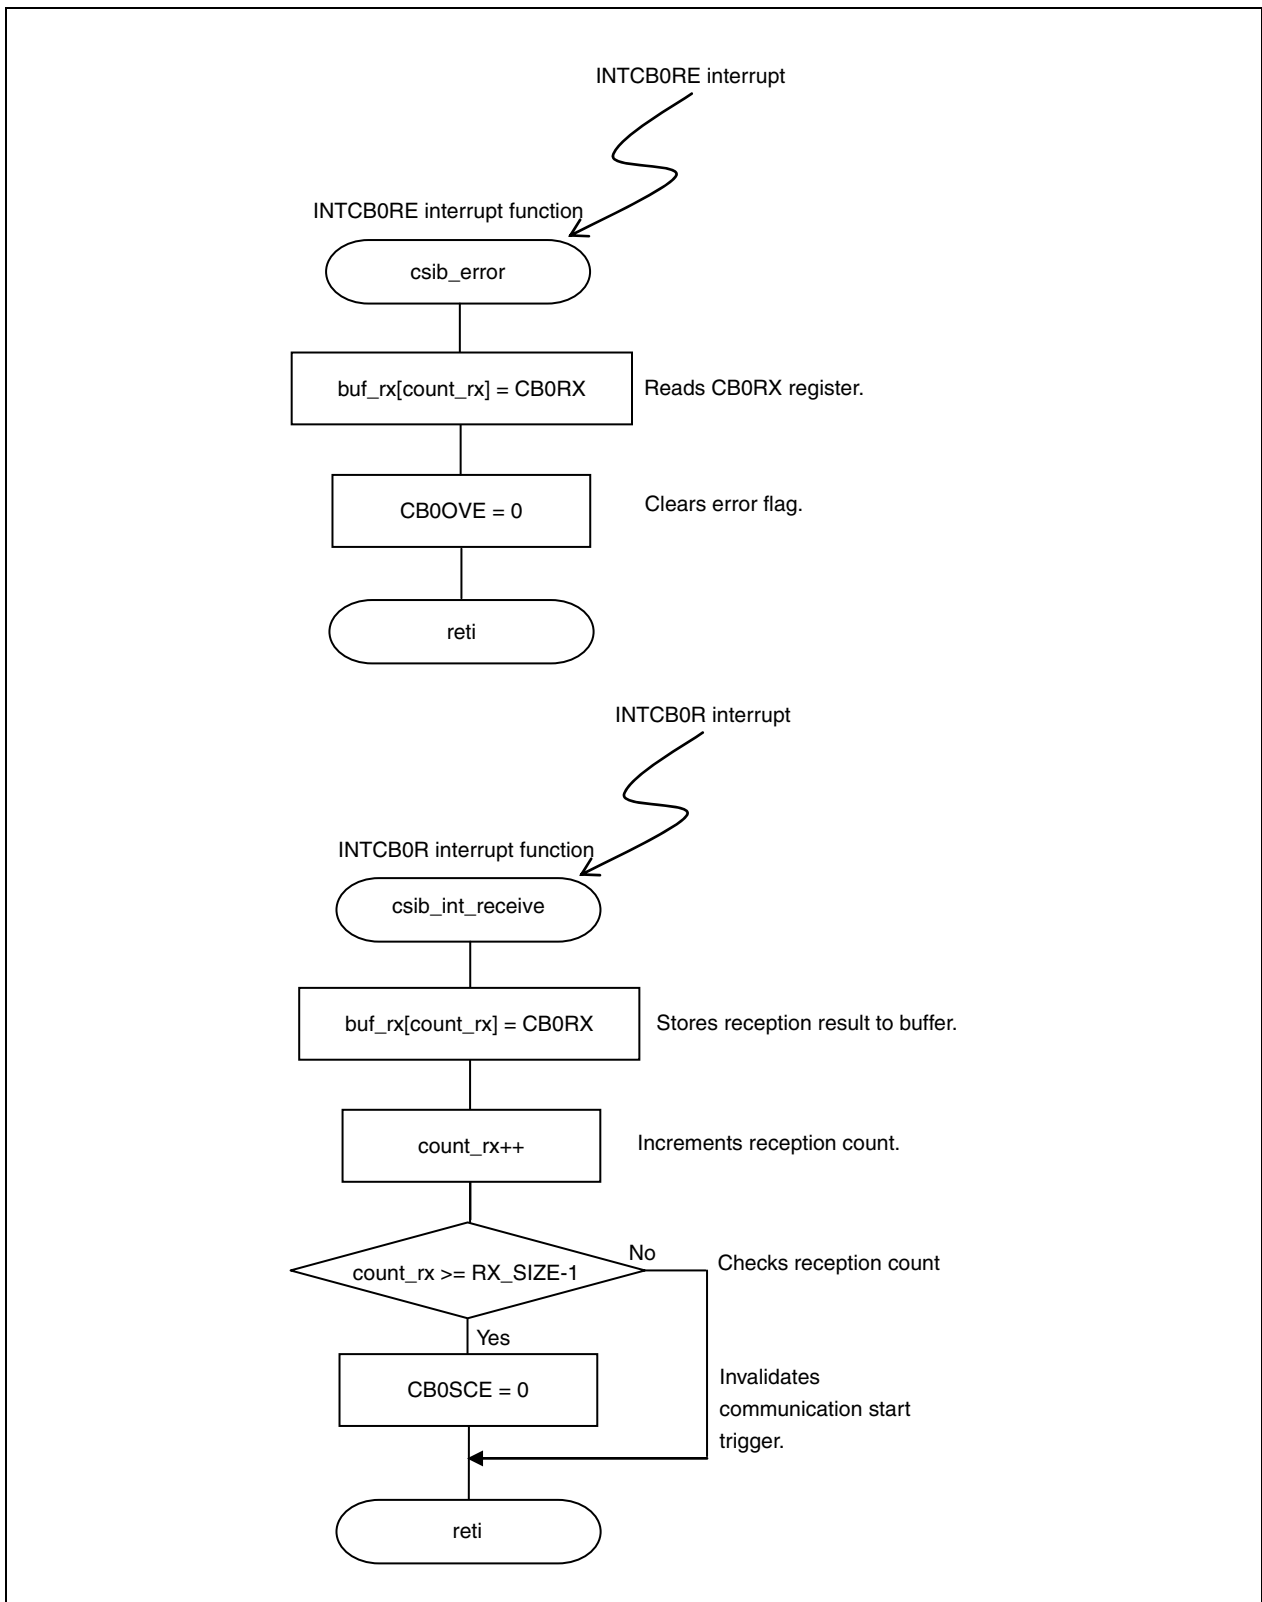 INTCB0RE interrupt
INTCB0RE interrupt function
csib_error
buf_rx[count_rx] = CB0RX
Reads CB0RX register.
CB0OVE = 0
Clears error flag.
reti
INTCB0R interrupt
INTCB0R interrupt function
csib_int_receive
buf_rx[count_rx] = CB0RX
Stores reception result to buffer.
count_rx++
Increments reception count.
count_rx >= RX_SIZE-1
No
Checks reception count
Yes
CB0SCE = 0
Invalidates
communication start
trigger.
reti